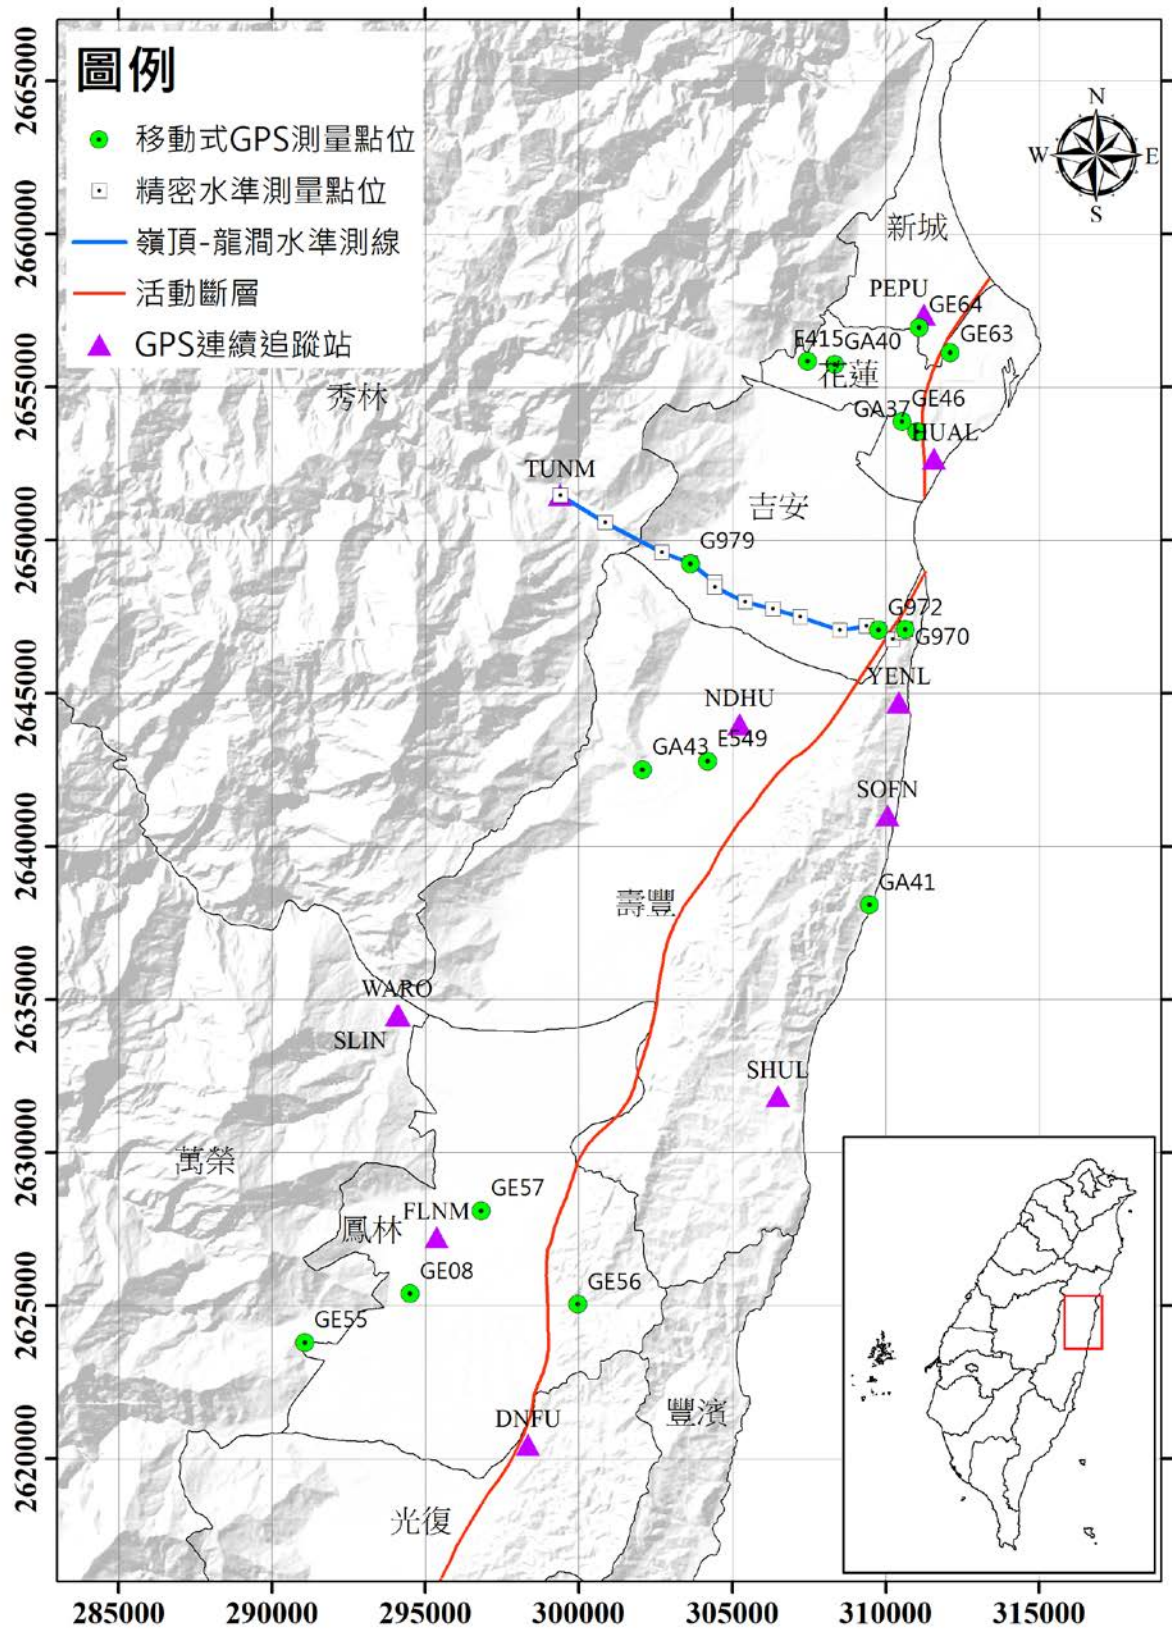 圖例
移動式GPS測量點位
精密水準測量點位
嶺頂-龍澗水準測線
活動斷層
GPS連續追蹤站
N
W
E
S
新城
PEPU
GE64
GE63
E415
GA40
花蓮
秀林
GE46
GA37
HUAL
TUNM
吉安
G979
G972
G970
YENL
NDHU
E549
GA43
SOFN
GA41
壽豐
WARO
SLIN
SHUL
萬榮
GE57
FLNM
鳳林
GE08
GE56
GE55
豐濱
DNFU
光復
2665000
2660000
2655000
2650000
2645000
2640000
2635000
2630000
2625000
2620000
285000
290000
295000
300000
305000
310000
315000